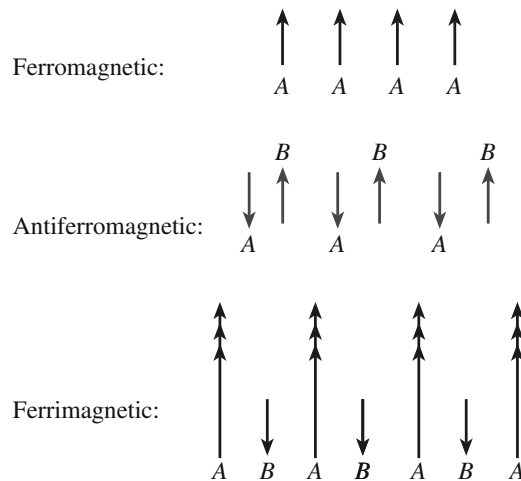 Ferromagnetic:
A A A A
B B B
Antiferromagnetic:
A A A
Ferrimagnetic:
A B A B A B A